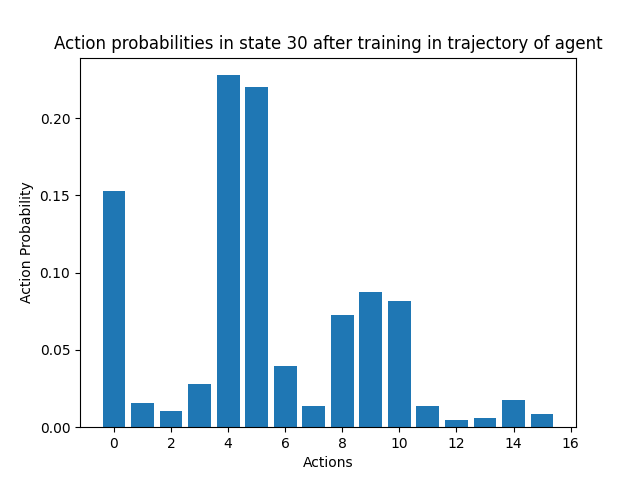 Action probabilities in state 30 after training in trajectory of agent
0.20
0.15
0.10
0.05
0.00
Action Probability
0 2 4 6 8 10 12 14 16
Actions